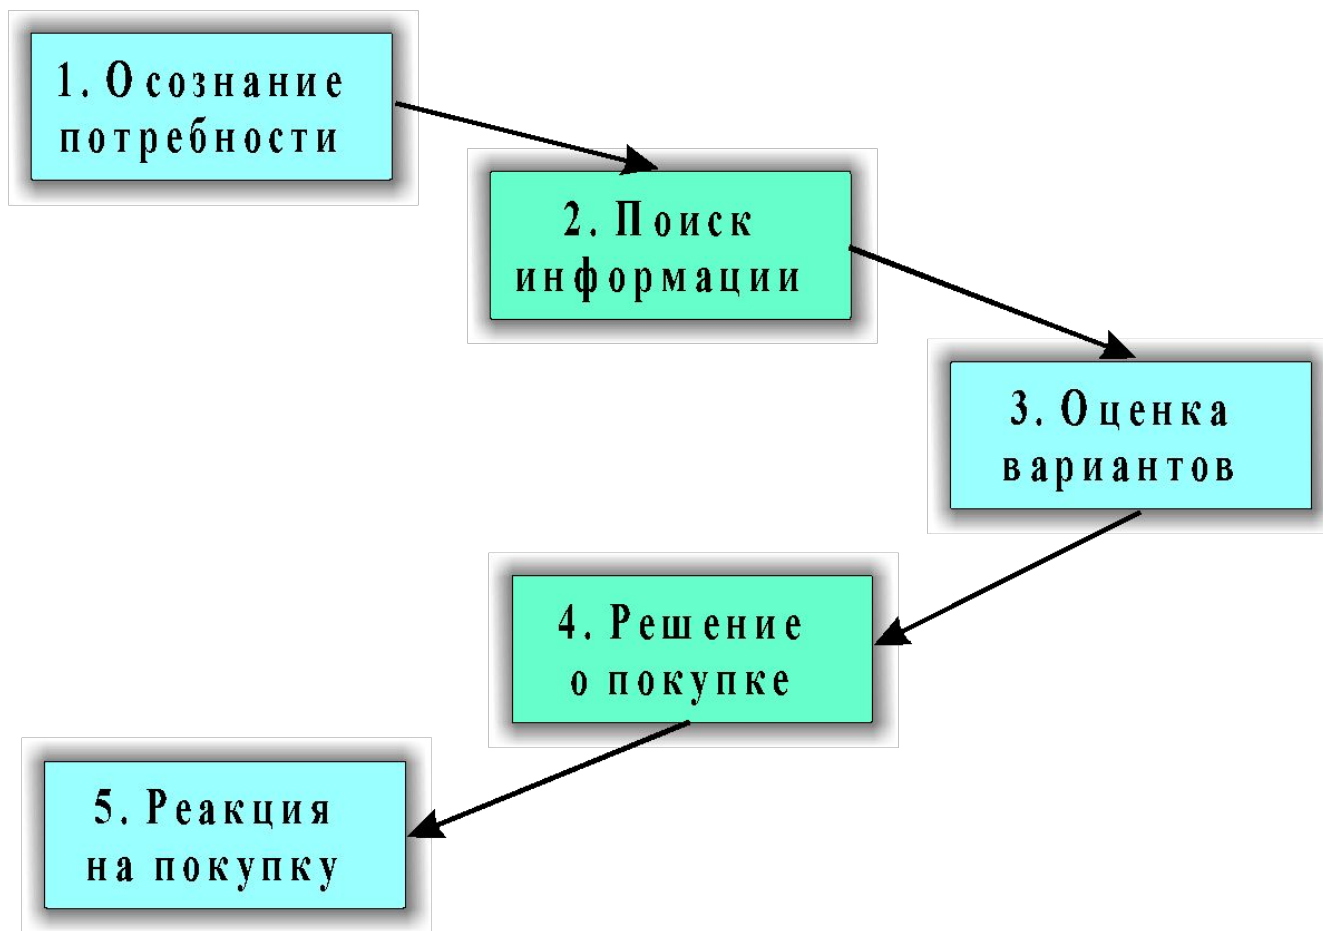 1. Осознание
потребности
2. Поиск
информации
3. Оценка
вариантов
4. Решение
о покупке
5. Реакция
на покупку